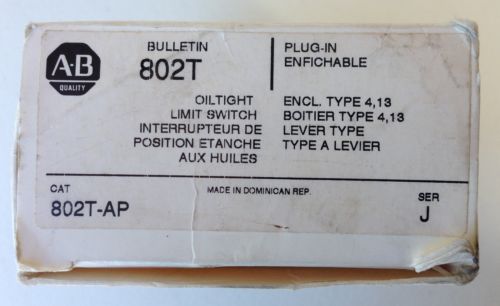 A-B
QUALITY
BULLETIN
802T
PLUG-IN
ENFICHABLE
OILTIGHT
LIMIT SWITCH
INTERRUPTEUR DE
POSITION ETANCHE
AUX HUILES
ENCL. TYPE 4,13
BOITIER TYPE 4,13
LEVER TYPE
TYPE A LEVIER
CAT
802T-AP
MADE IN DOMINICAN REP.
SER
J